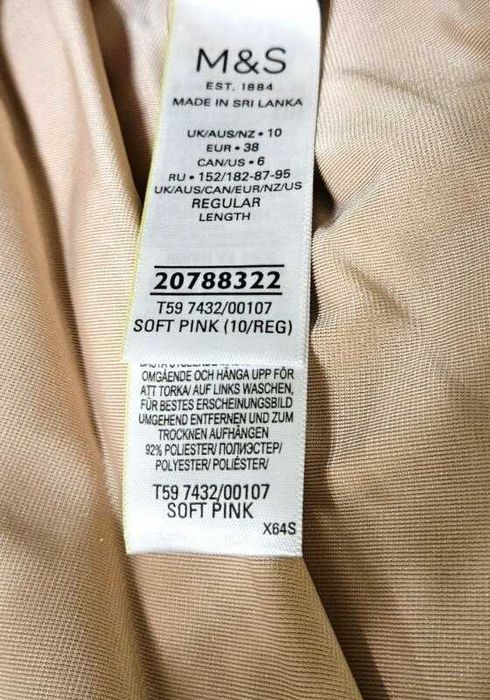 M&S
EST. 1884
MADE IN SRI LANKA
UK/AUS/NZ • 10
EUR • 38
CAN/US • 6
RU • 152/182-87-95
UK/AUS/CAN/EUR/NZ/US
REGULAR
LENGTH
20788322
T59 7432/00107
SOFT PINK (10/REG)
OMGÅENDE OCH HÄNGA UPP FÖR
ATT TORKA/ AUF LINKS WASCHEN,
FÜR BESTES ERSCHEINUNGSBILD
UMGEHEND ENTFERNEN UND ZUM
TROCKNEN AUFHÄNGEN
92% POLIESTER/ ПОЛИЭСТЕР/
POLYESTER/ POLIÉSTER/
T59 7432/00107
SOFT PINK
X64S